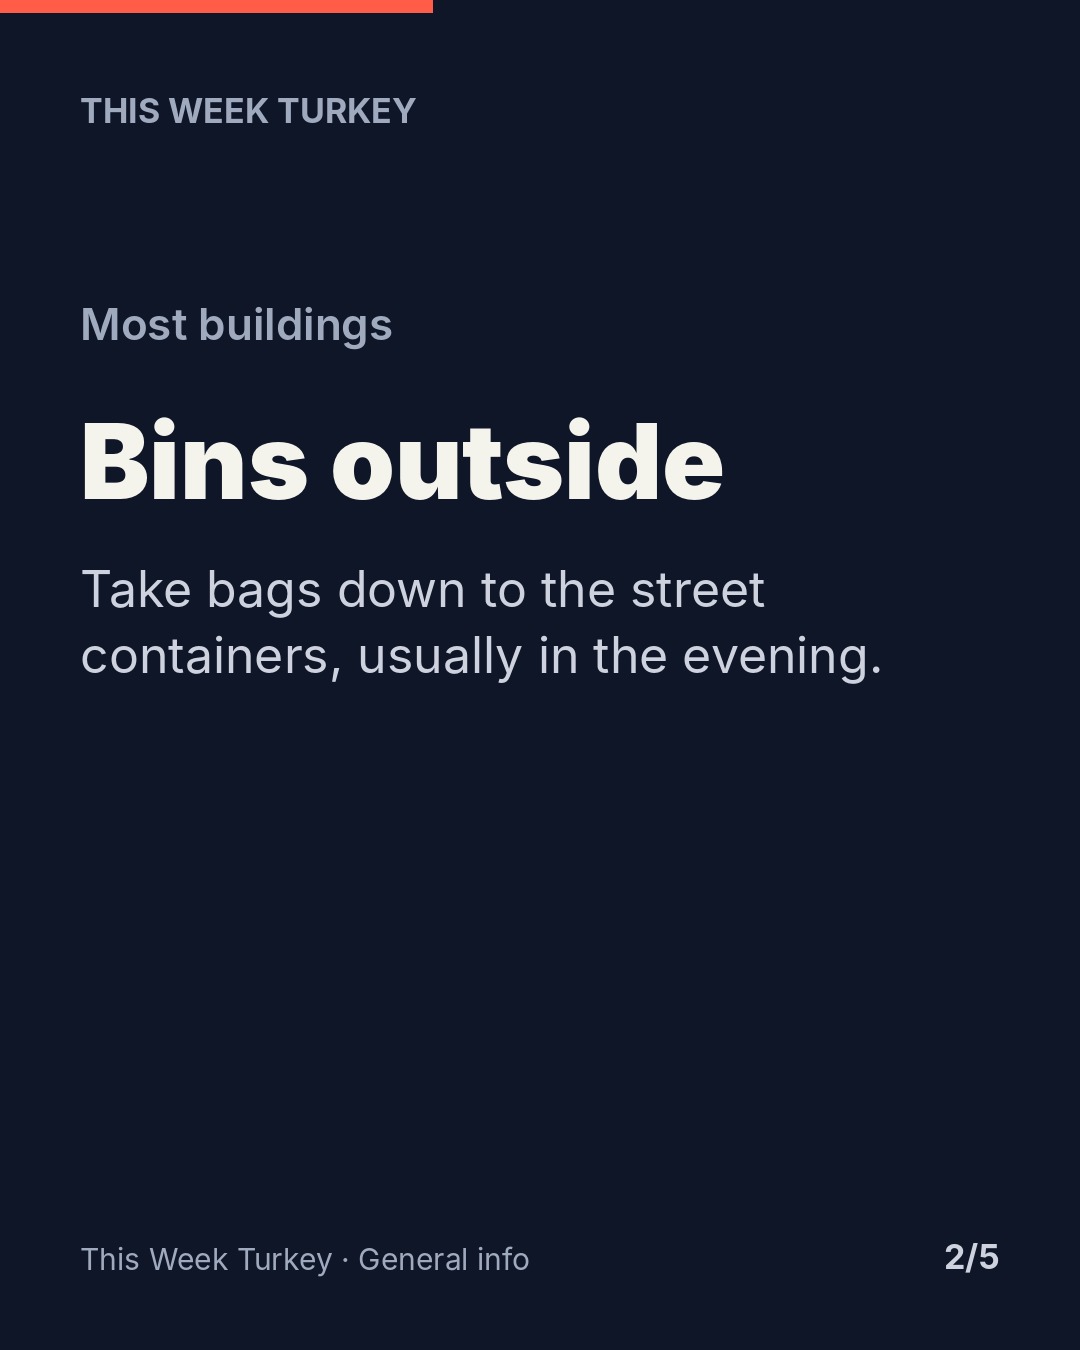 THIS WEEK TURKEY
Most buildings
Bins outside
Take bags down to the street
containers, usually in the evening.
This Week Turkey · General info
2/5